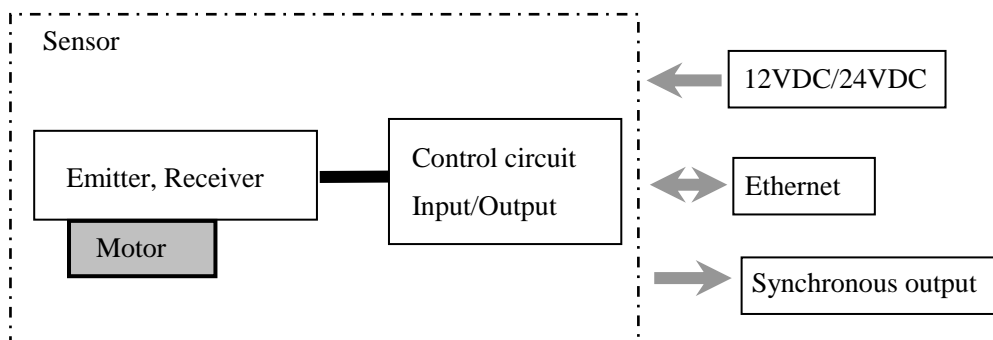 Sensor
12VDC/24VDC
Emitter, Receiver
Control circuit
Input/Output
Ethernet
Motor
Synchronous output